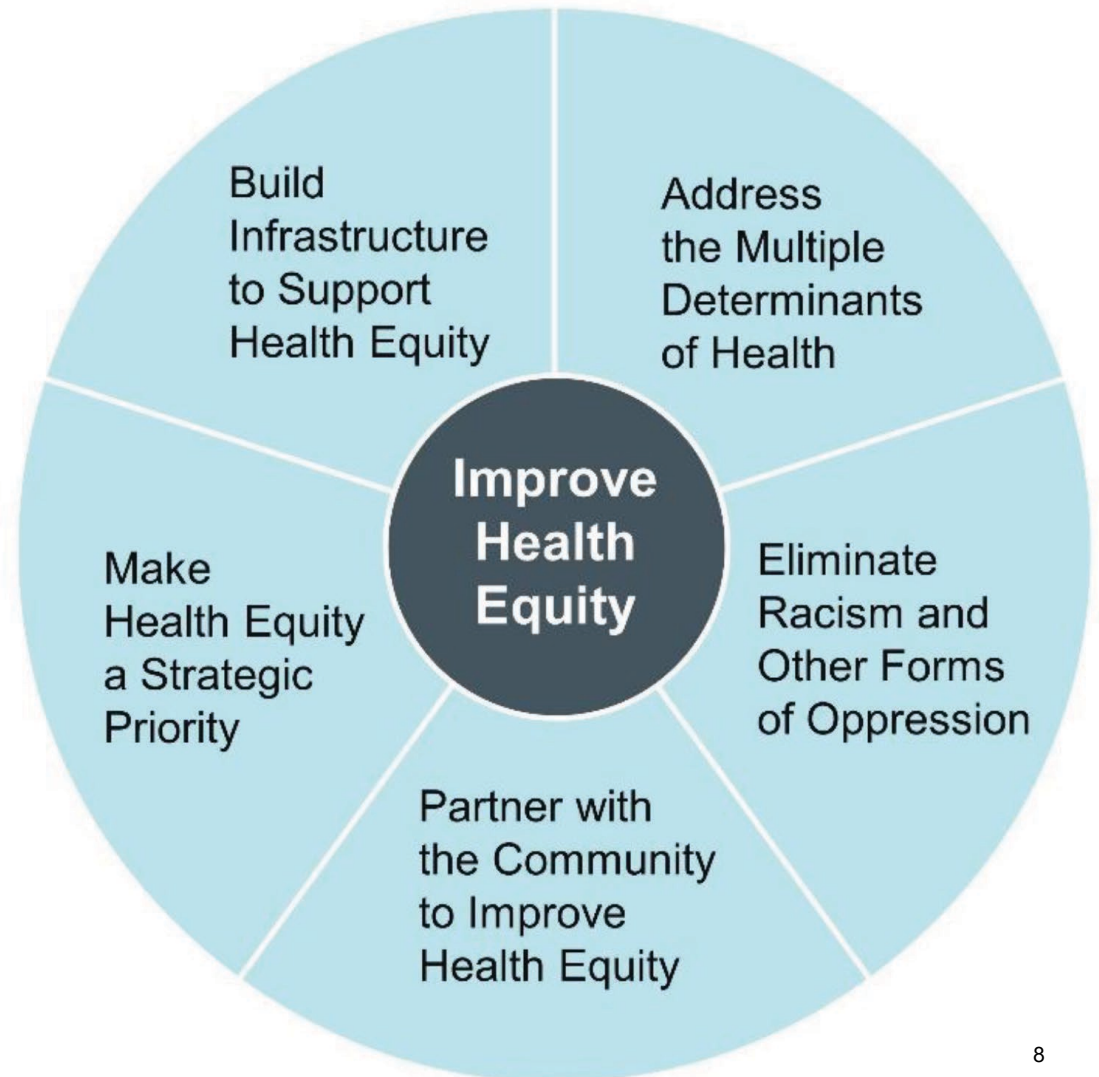 Build
Infrastructure
to Support
Health Equity
Address
the Multiple
Determinants
of Health
Improve
Health
Equity
Make
Health Equity
a Strategic
Priority
Eliminate
Racism and
Other Forms
of Oppression
Partner with
the Community
to Improve
Health Equity
8